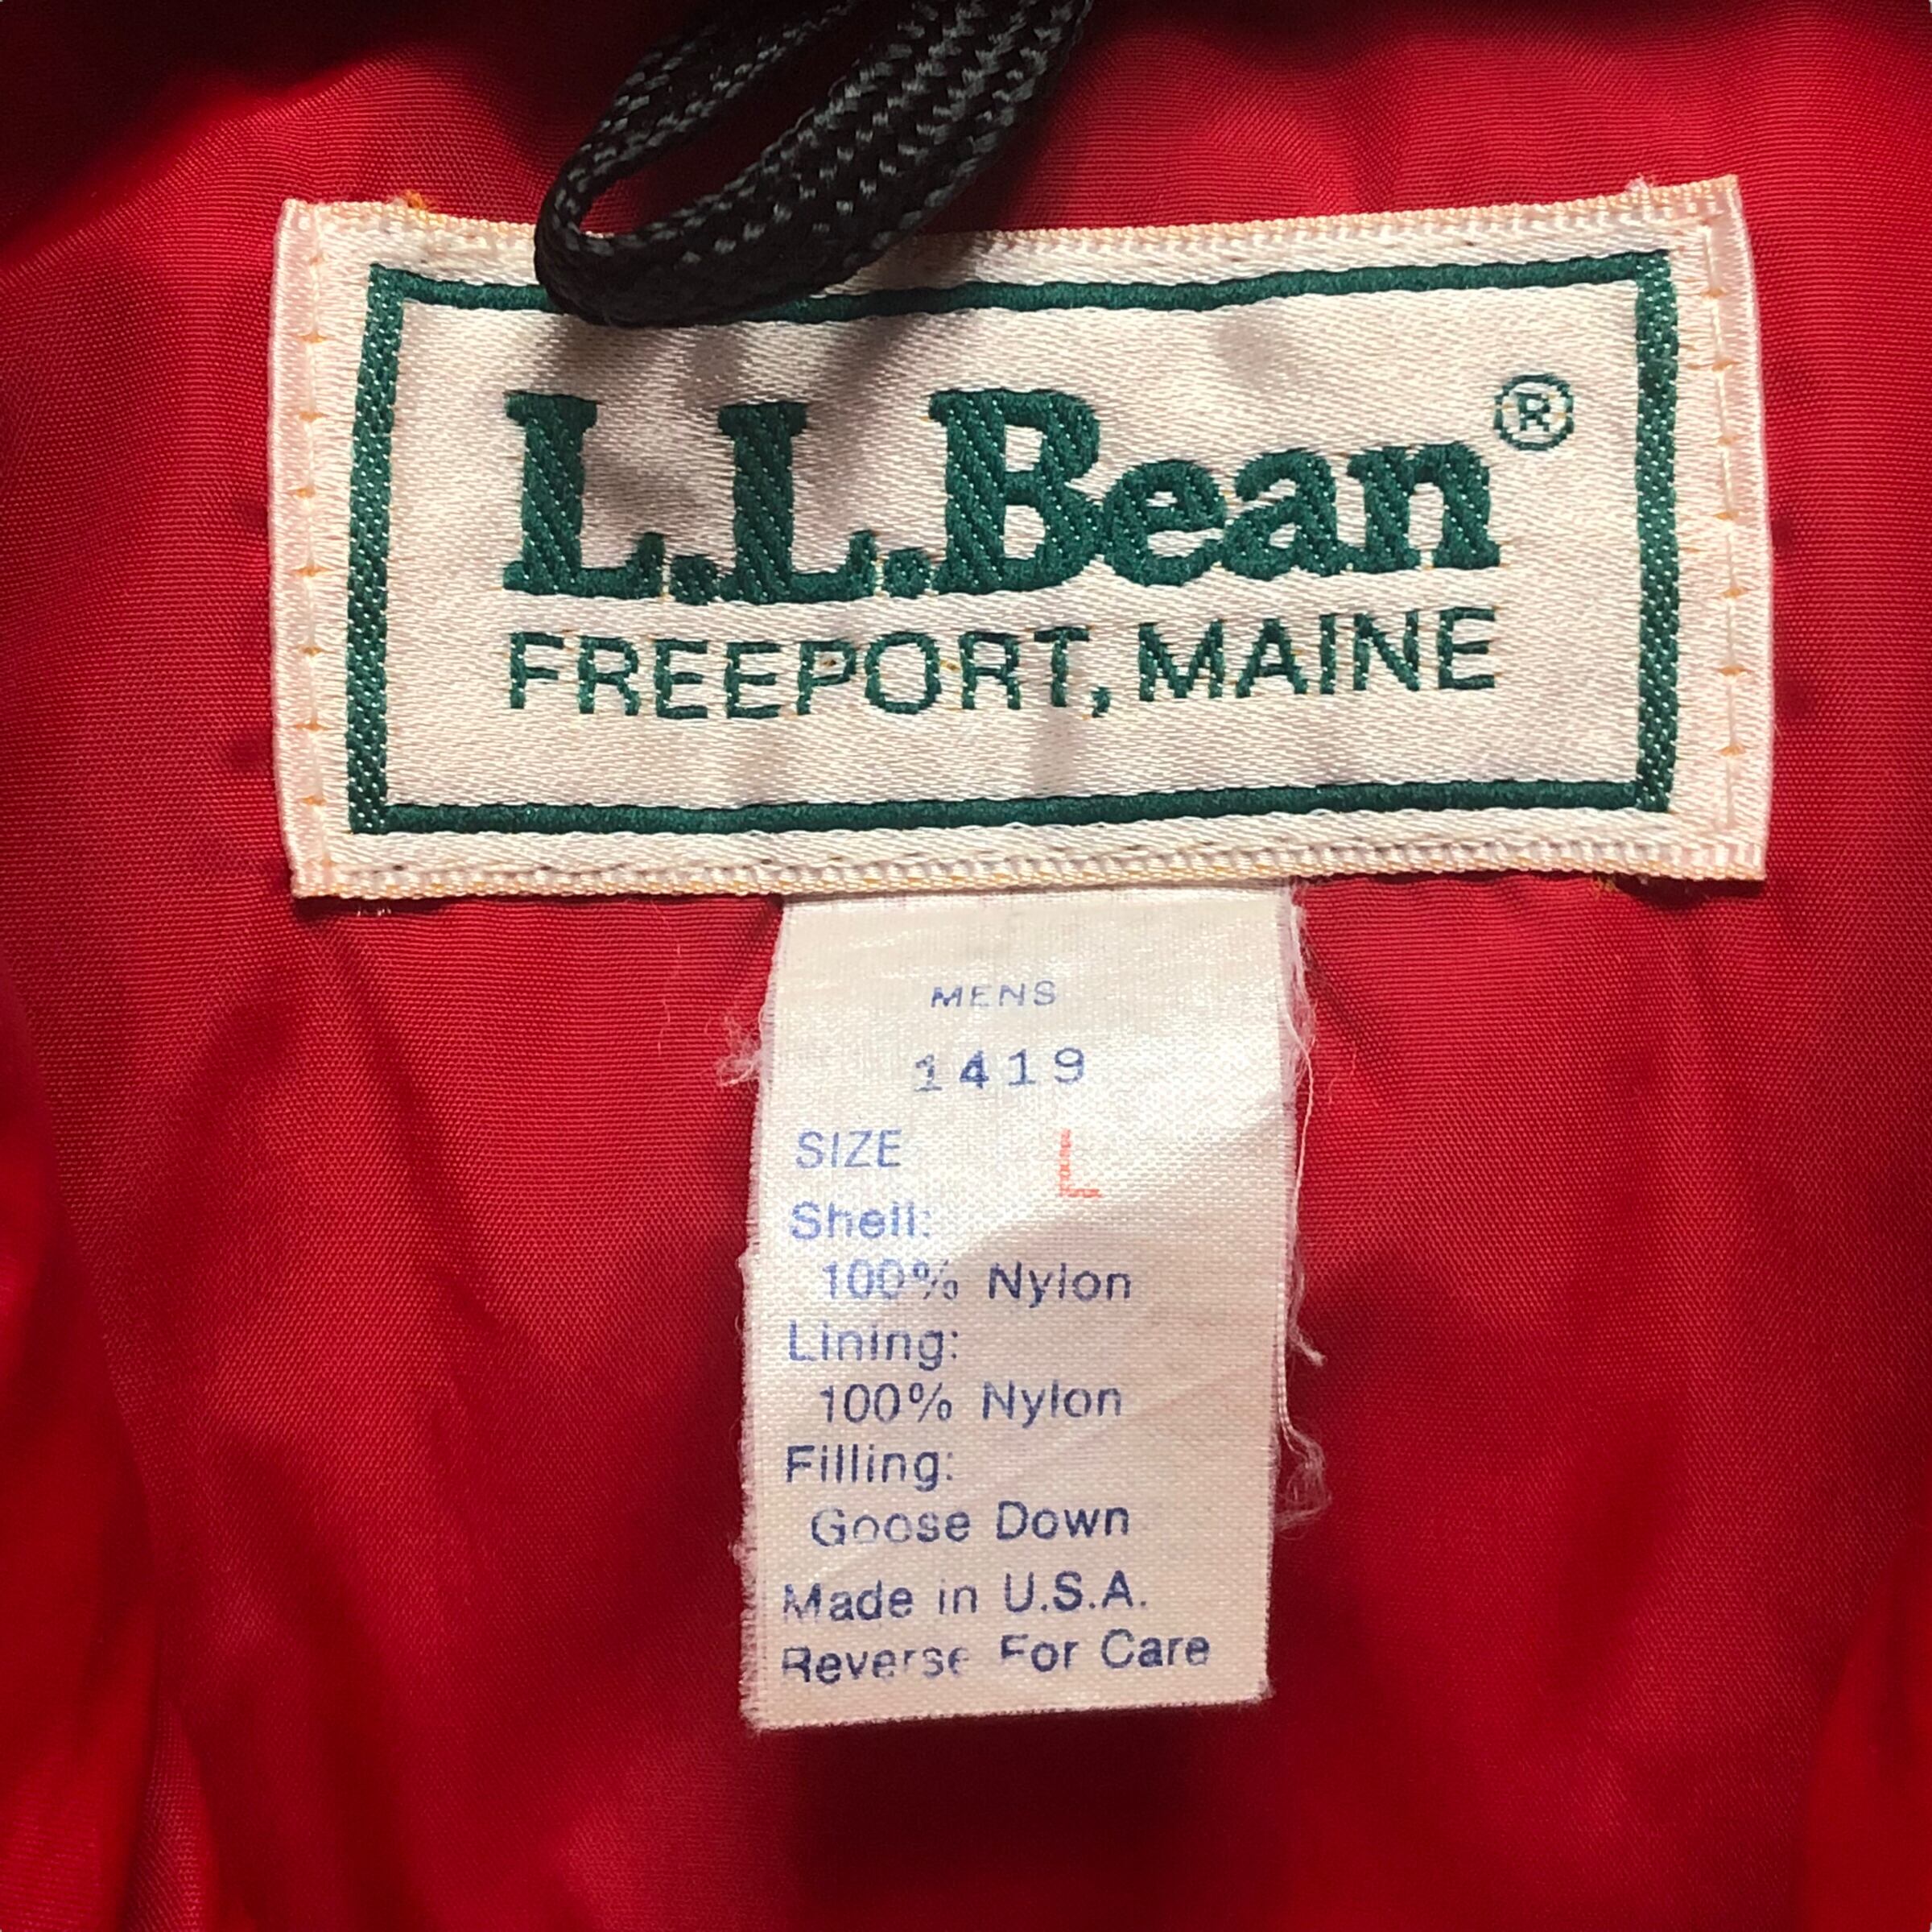 L.L.Bean®
FREEPORT, MAINE
MENS
1419
SIZE L
Shell:
100% Nylon
Lining:
100% Nylon
Filling:
Goose Down
Made in U.S.A.
Reverse For Care